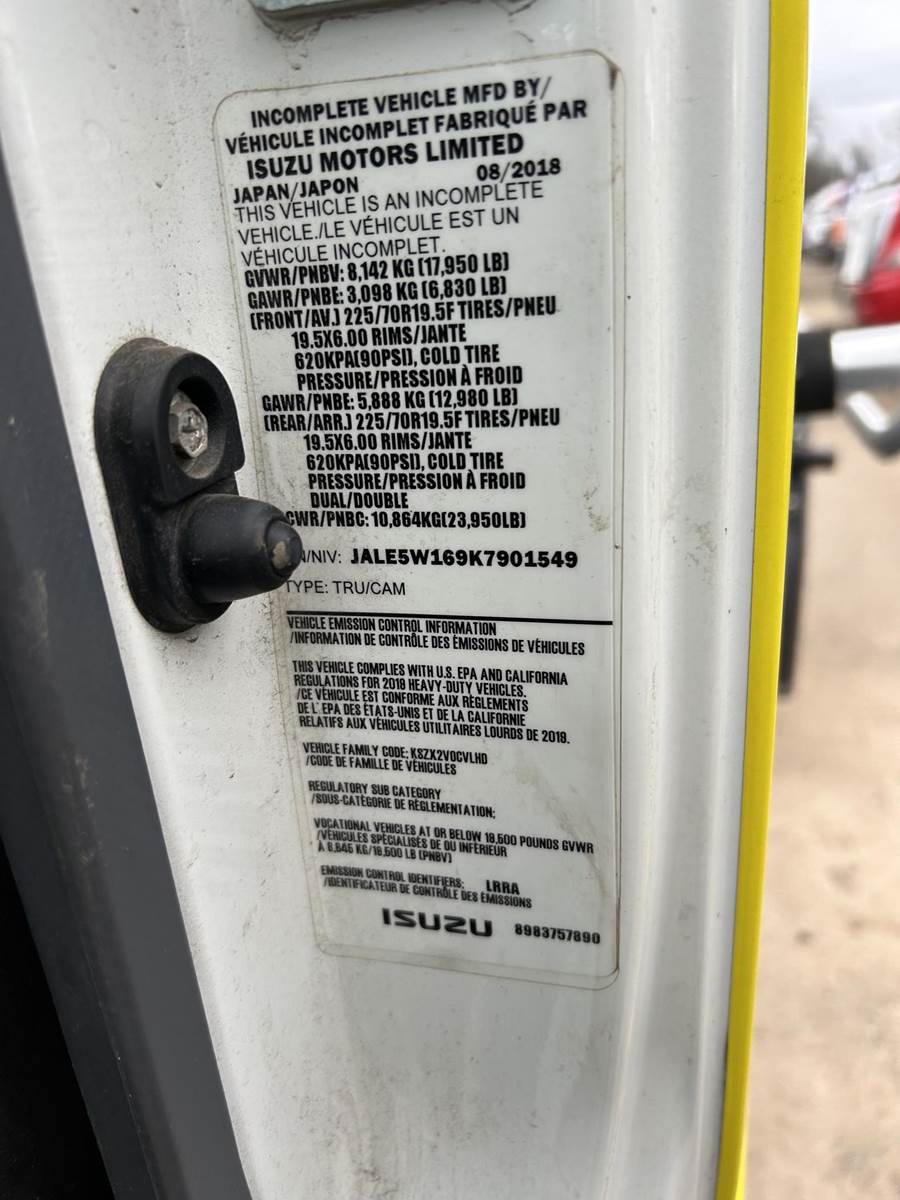 INCOMPLETE VEHICLE MFD BY/
VÉHICULE INCOMPLET FABRIQUÉ PAR
ISUZU MOTORS LIMITED
JAPAN/JAPON 08/2018
THIS VEHICLE IS AN INCOMPLETE
VEHICLE./LE VÉHICULE EST UN
VÉHICULE INCOMPLET.
GVWR/PNBV: 8,142 KG (17,950 LB)
GAWR/PNBE: 3,098 KG (6,830 LB)
(FRONT/AV.) 225/70R19.5F TIRES/PNEU
19.5X6.00 RIMS/JANTE
620KPA(90PSI), COLD TIRE
PRESSURE/PRESSION À FROID
GAWR/PNBE: 5,888 KG (12,980 LB)
(REAR/ARR.) 225/70R19.5F TIRES/PNEU
19.5X6.00 RIMS/JANTE
620KPA(90PSI), COLD TIRE
PRESSURE/PRESSION À FROID
DUAL/DOUBLE
CWR/PNBC: 10,864KG(23,950LB)
N/NIV: JALE5W169K7901549
TYPE: TRU/CAM
VEHICLE EMISSION CONTROL INFORMATION
/INFORMATION DE CONTRÔLE DES ÉMISSIONS DE VÉHICULES
THIS VEHICLE COMPLIES WITH U.S. EPA AND CALIFORNIA
REGULATIONS FOR 2018 HEAVY-DUTY VEHICLES.
/CE VÉHICULE EST CONFORME AUX RÈGLEMENTS
DE L' EPA DES ÉTATS-UNIS ET DE LA CALIFORNIE
RELATIFS AUX VÉHICULES UTILITAIRES LOURDS DE 2018.
VEHICLE FAMILY CODE: KSZX2VOCVLHD
/CODE DE FAMILLE DE VÉHICULES
REGULATORY SUB CATEGORY
/SOUS-CATÉGORIE DE RÉGLEMENTATION:
VOCATIONAL VEHICLES AT OR BELOW 19,500 POUNDS GVWR
/VÉHICULES SPÉCIALISÉS DE OU INFÉRIEUR
À 8,845 KG/19,500 LB (PNBV)
EMISSION CONTROL IDENTIFIERS: LRRA
/IDENTIFICATEUR DE CONTRÔLE DES ÉMISSIONS
ISUZU 8983757890